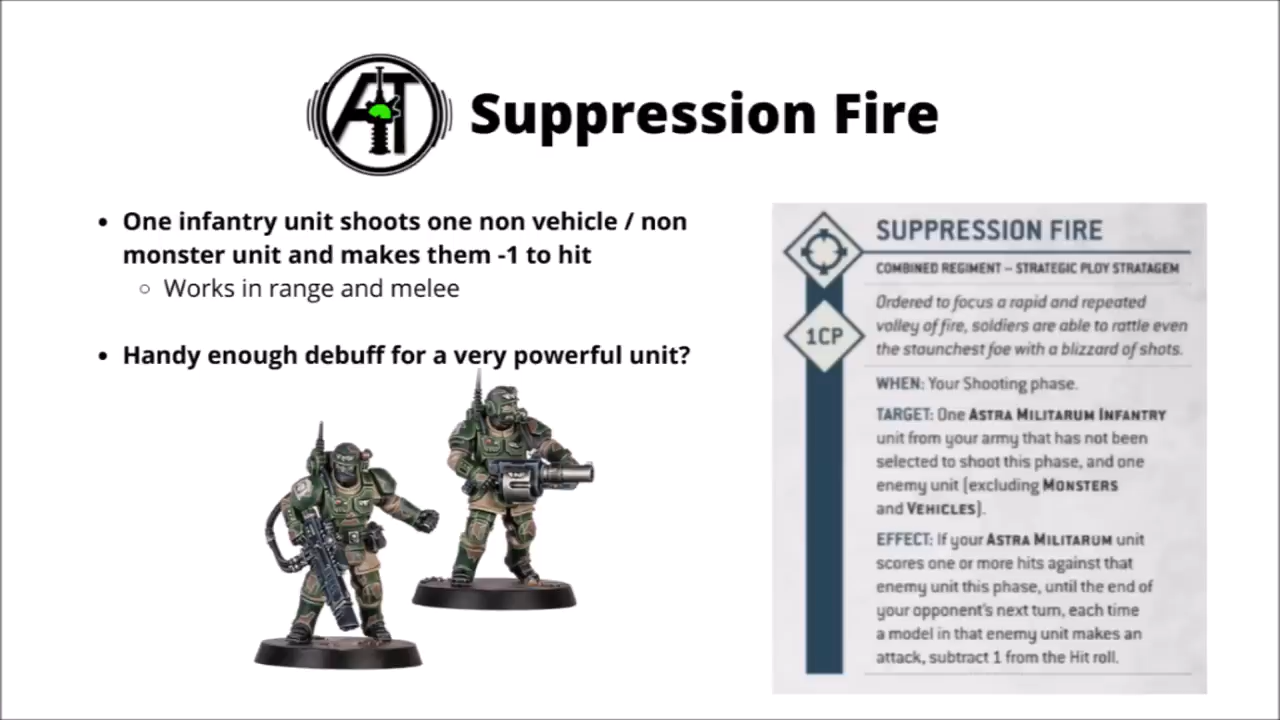 AT
Suppression Fire
• One infantry unit shoots one non vehicle / non
monster unit and makes them -1 to hit
○ Works in range and melee
• Handy enough debuff for a very powerful unit?
SUPPRESSION FIRE
COMBINED REGIMENT – STRATEGIC PLOY STRATAGEM
1CP
Ordered to focus a rapid and repeated
volley of fire, soldiers are able to rattle even
the staunchest foe with a blizzard of shots.
WHEN: Your Shooting phase.
TARGET: One ASTRA MILITARUM INFANTRY
unit from your army that has not been
selected to shoot this phase, and one
enemy unit (excluding MONSTERS
and VEHICLES).
EFFECT: If your ASTRA MILITARUM unit
scores one or more hits against that
enemy unit this phase, until the end of
your opponent's next turn, each time
a model in that enemy unit makes an
attack, subtract 1 from the Hit roll.